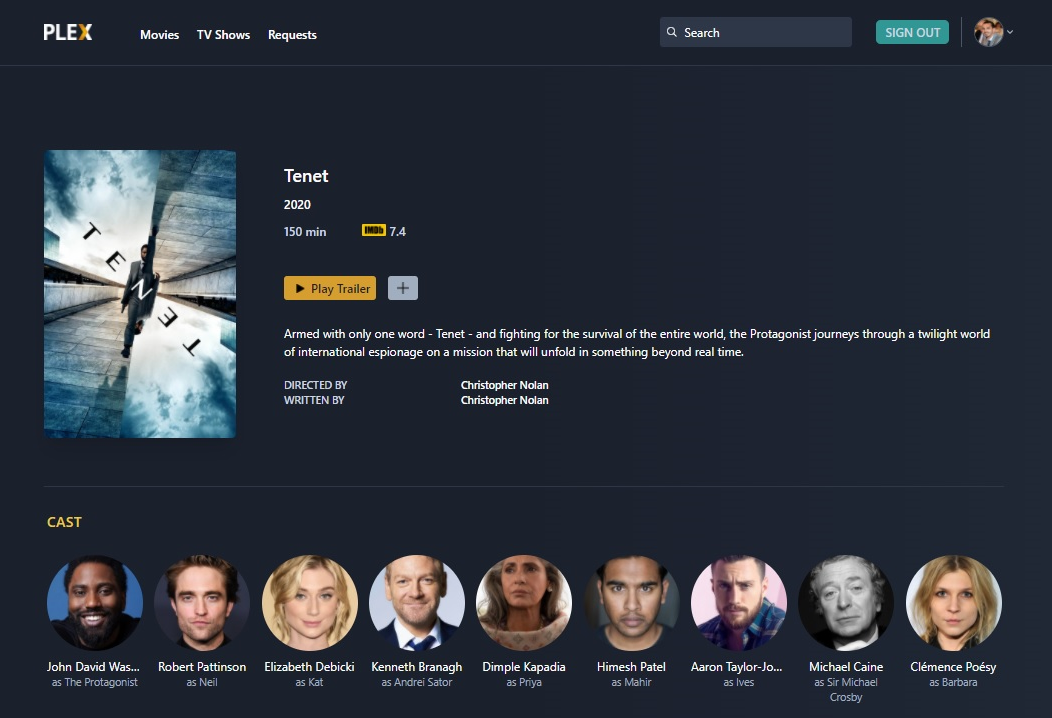 PLEX
Movies TV Shows Requests
Search
SIGN OUT
TENET
Tenet
2020
150 min
IMDb 7.4
Play Trailer
+
Armed with only one word - Tenet - and fighting for the survival of the entire world, the Protagonist journeys through a twilight world
of international espionage on a mission that will unfold in something beyond real time.
DIRECTED BY Christopher Nolan
WRITTEN BY Christopher Nolan
CAST
John David Was... Robert Pattinson Elizabeth Debicki Kenneth Branagh Dimple Kapadia Himesh Patel Aaron Taylor-Jo... Michael Caine Clémence Poésy
as The Protagonist as Neil as Kat as Andrei Sator as Priya as Mahir as Ives as Sir Michael as Barbara
Crosby